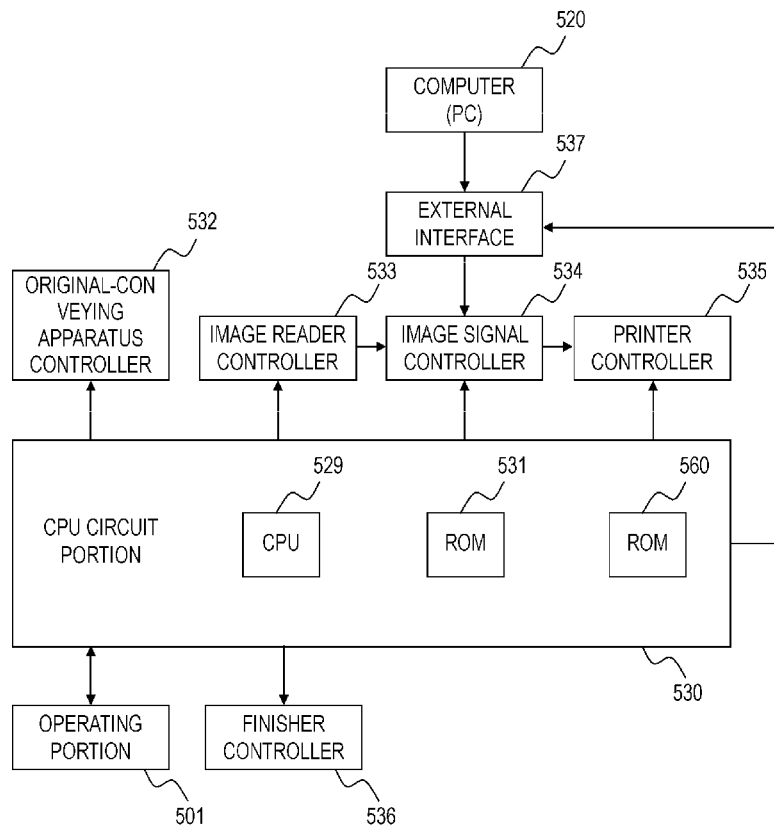 520
COMPUTER
(PC)
537
EXTERNAL
INTERFACE
532
ORIGINAL-CON
VEYING
APPARATUS
CONTROLLER
533
IMAGE READER
CONTROLLER
534
IMAGE SIGNAL
CONTROLLER
535
PRINTER
CONTROLLER
CPU CIRCUIT
PORTION
529
CPU
531
ROM
560
ROM
530
OPERATING
PORTION
501
FINISHER
CONTROLLER
536